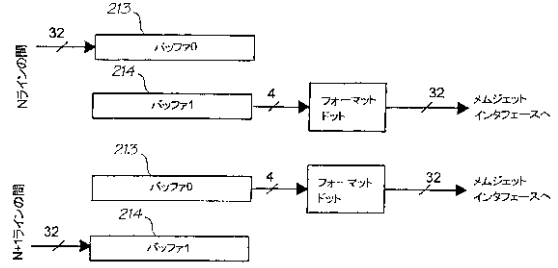 Nラインの間
32
213
バッファ0
214
バッファ1
4
フォーマット
ドット
32
メムジェット
インタフェースへ
N+1ラインの間
213
バッファ0
4
フォーマット
ドット
32
メムジェット
インタフェースへ
32
214
バッファ1